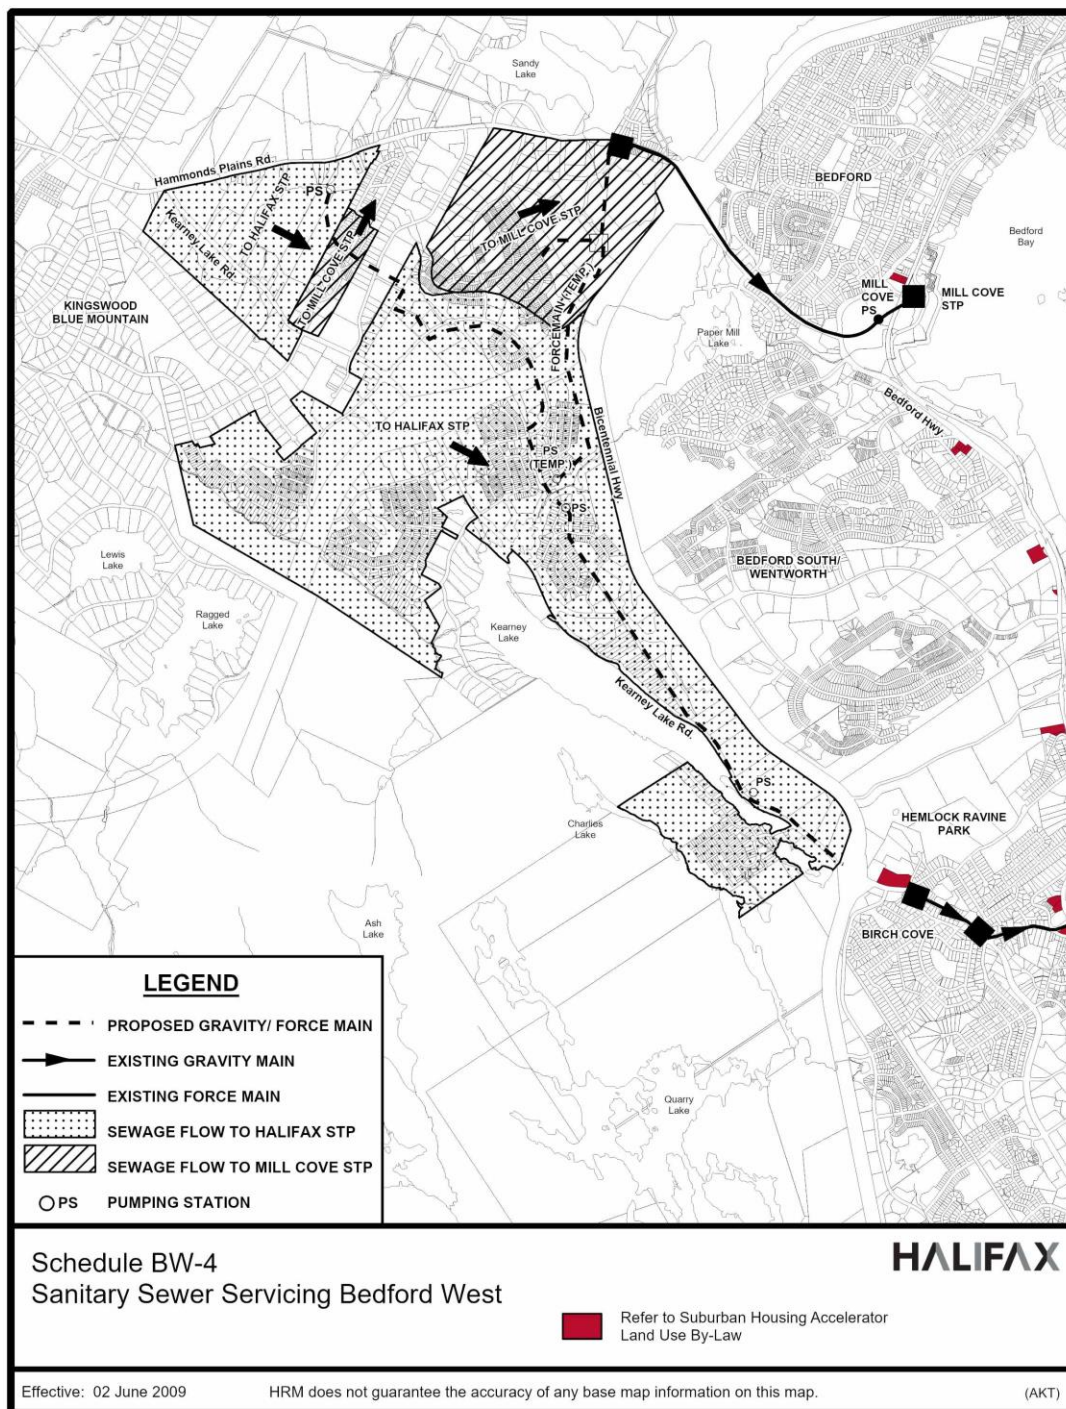 Sandy
Lake
Hammonds Plains Rd.
BEDFORD
PS
TO HALIFAX STP
TO MILL COVE STP
Kearney Lake Rd.
TO MILL COVE STP
Bedford
Bay
KINGSWOOD
BLUE MOUNTAIN
FORCEMAIN (TEMP.)
MILL
COVE
PS
MILL COVE
STP
Paper Mill
Lake
Bedford Hwy.
Bicentennial Hwy.
TO HALIFAX STP
PS
(TEMP.)
PS
Lewis
Lake
BEDFORD SOUTH/
WENTWORTH
Ragged
Lake
Kearney
Lake
Kearney Lake Rd.
PS
Charlies
Lake
HEMLOCK RAVINE
PARK
Ash
Lake
BIRCH COVE
Quarry
Lake
LEGEND
PROPOSED GRAVITY/ FORCE MAIN
EXISTING GRAVITY MAIN
EXISTING FORCE MAIN
SEWAGE FLOW TO HALIFAX STP
SEWAGE FLOW TO MILL COVE STP
PS PUMPING STATION
Schedule BW-4
Sanitary Sewer Servicing Bedford West
HALIFAX
Refer to Suburban Housing Accelerator
Land Use By-Law
Effective: 02 June 2009 HRM does not guarantee the accuracy of any base map information on this map. (AKT)